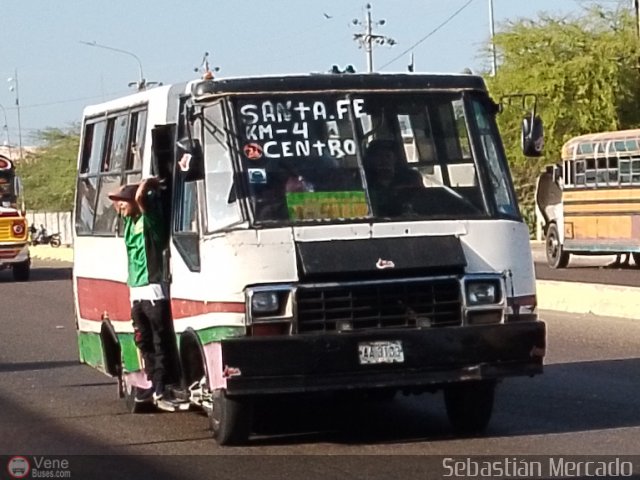 SANTA.FE
KM-4
CENTRO
Vene
Buses.com
Sebastián Mercado